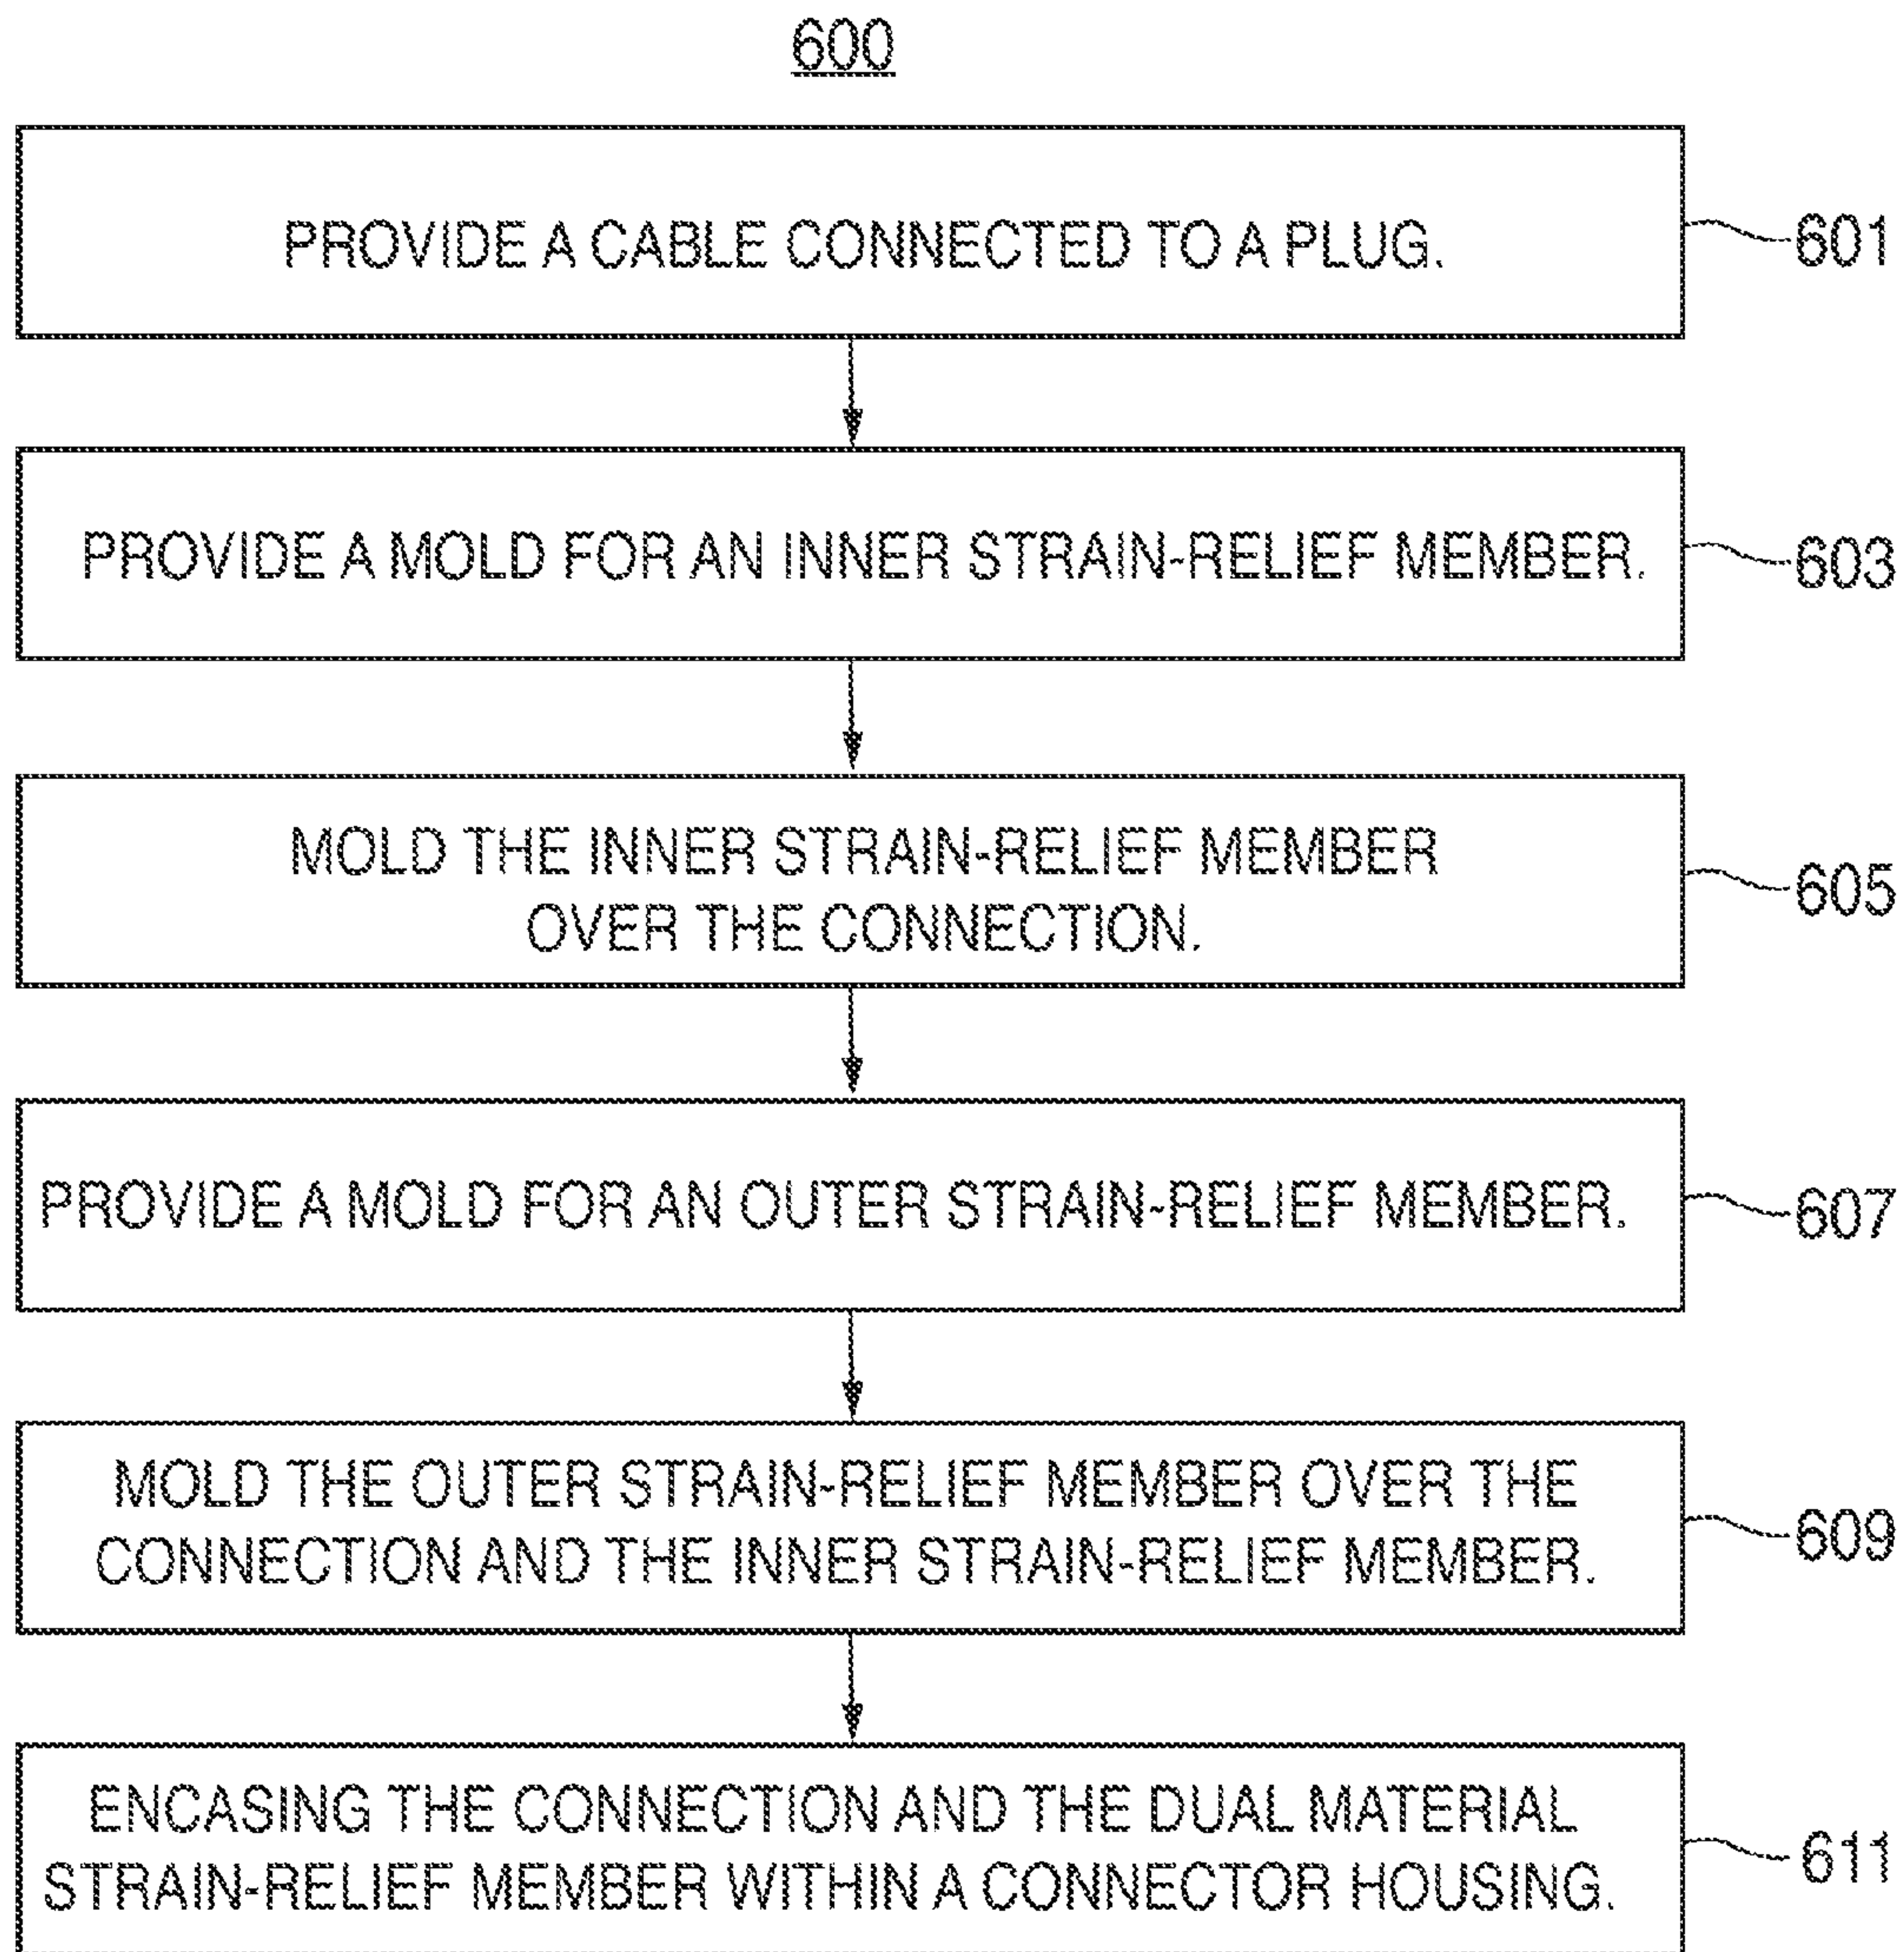 600
PROVIDE A CABLE CONNECTED TO A PLUG.
601
PROVIDE A MOLD FOR AN INNER STRAIN-RELIEF MEMBER.
603
MOLD THE INNER STRAIN-RELIEF MEMBER
OVER THE CONNECTION.
605
PROVIDE A MOLD FOR AN OUTER STRAIN-RELIEF MEMBER.
607
MOLD THE OUTER STRAIN-RELIEF MEMBER OVER THE
CONNECTION AND THE INNER STRAIN-RELIEF MEMBER.
609
ENCASING THE CONNECTION AND THE DUAL MATERIAL
STRAIN-RELIEF MEMBER WITHIN A CONNECTOR HOUSING.
611